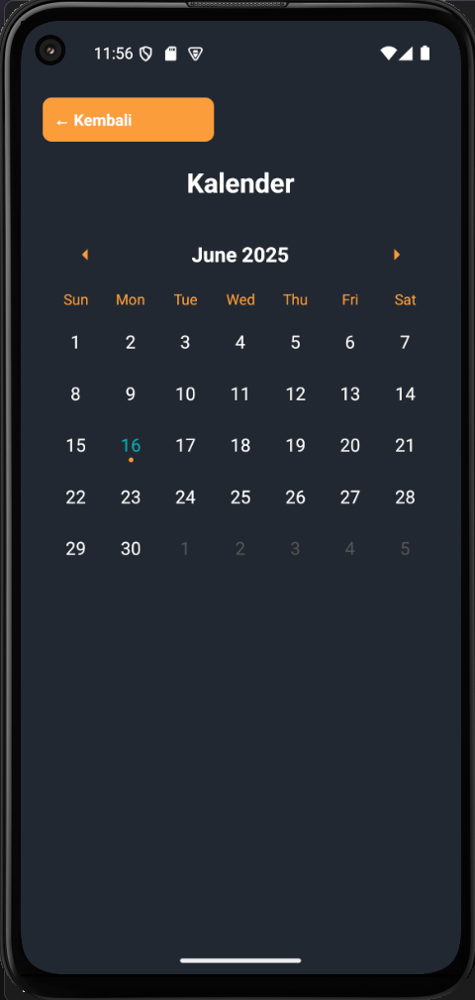 11:56
← Kembali
Kalender
June 2025
Sun Mon Tue Wed Thu Fri Sat
1 2 3 4 5 6 7
8 9 10 11 12 13 14
15 16 17 18 19 20 21
22 23 24 25 26 27 28
29 30 1 2 3 4 5